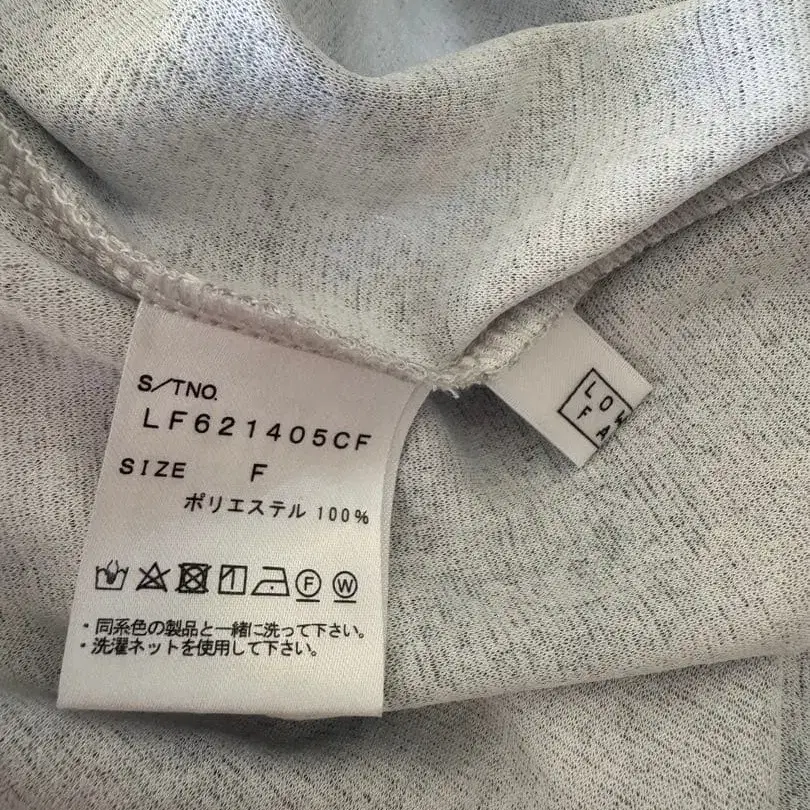 S/TNO.
LF621405CF
SIZE F
ポリエステル 100%
F W
・同系色の製品と一緒に洗って下さい。
・洗濯ネットを使用して下さい。
LOW
FA